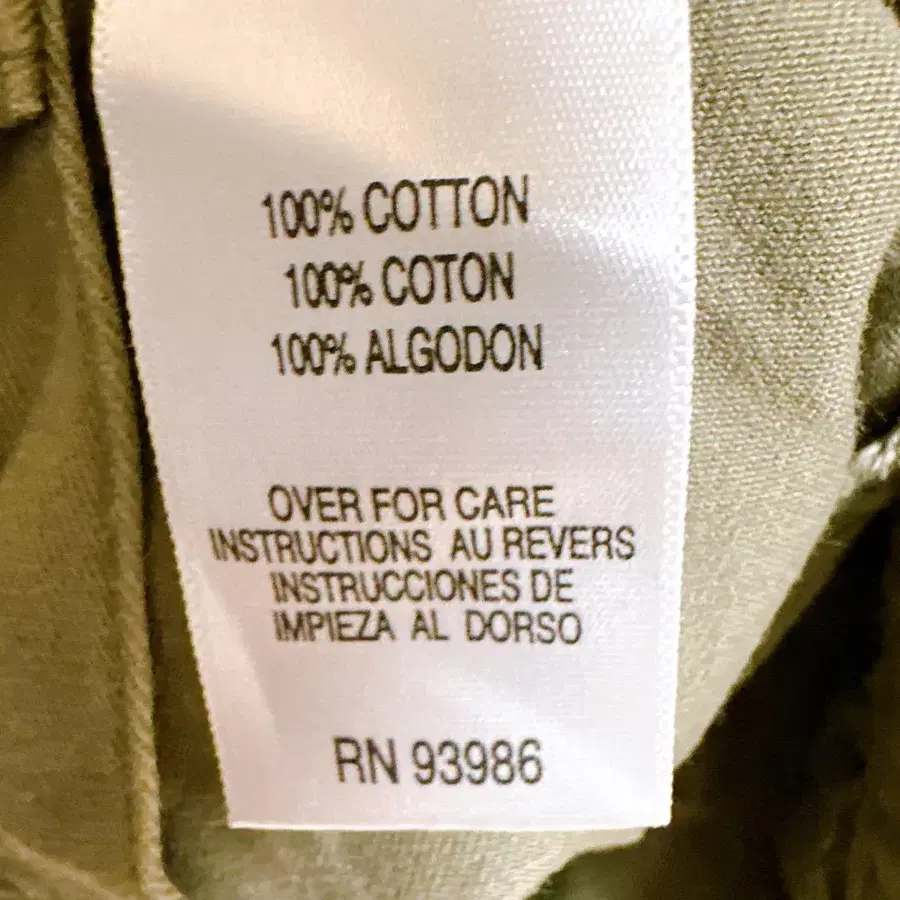 100% COTTON
100% COTON
100% ALGODON
OVER FOR CARE
INSTRUCTIONS AU REVERS
INSTRUCCIONES DE
IMPIEZA AL DORSO
RN 93986